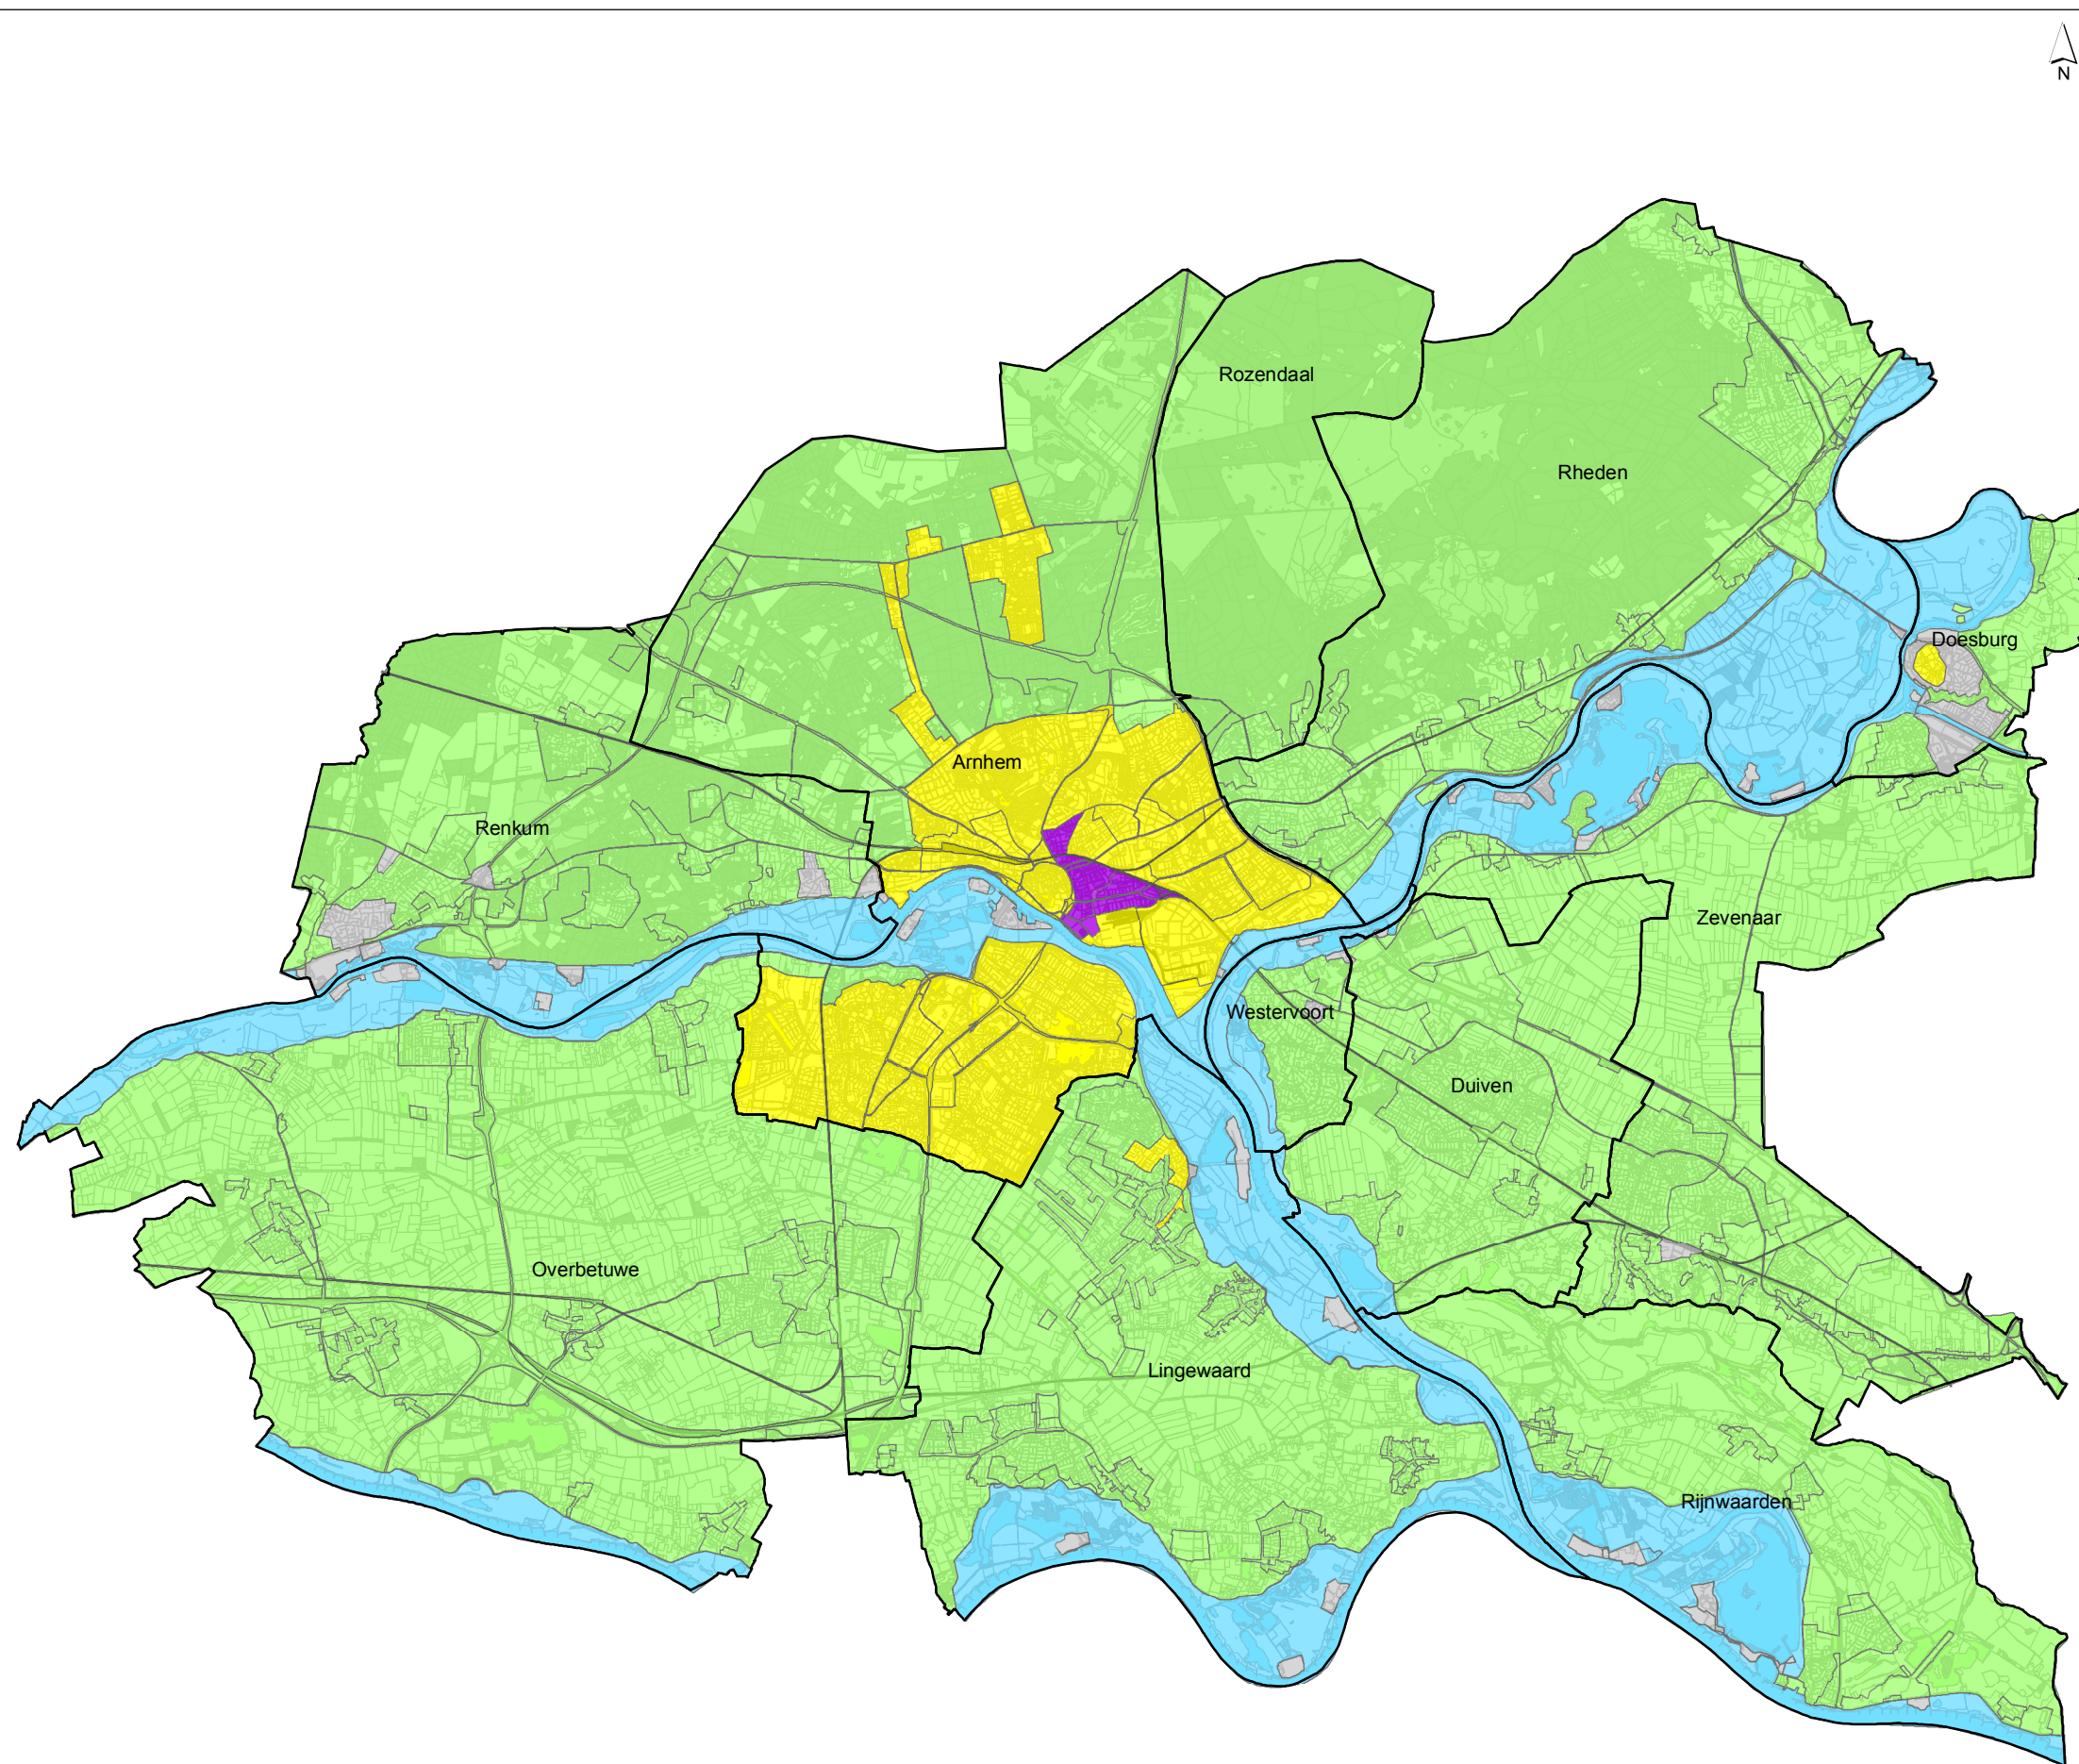 N
Rozendaal
Rheden
Doesburg
Arnhem
Renkum
Zevenaar
Westervoort
Duiven
Overbetuwe
Lingewaard
Rijnwaarden